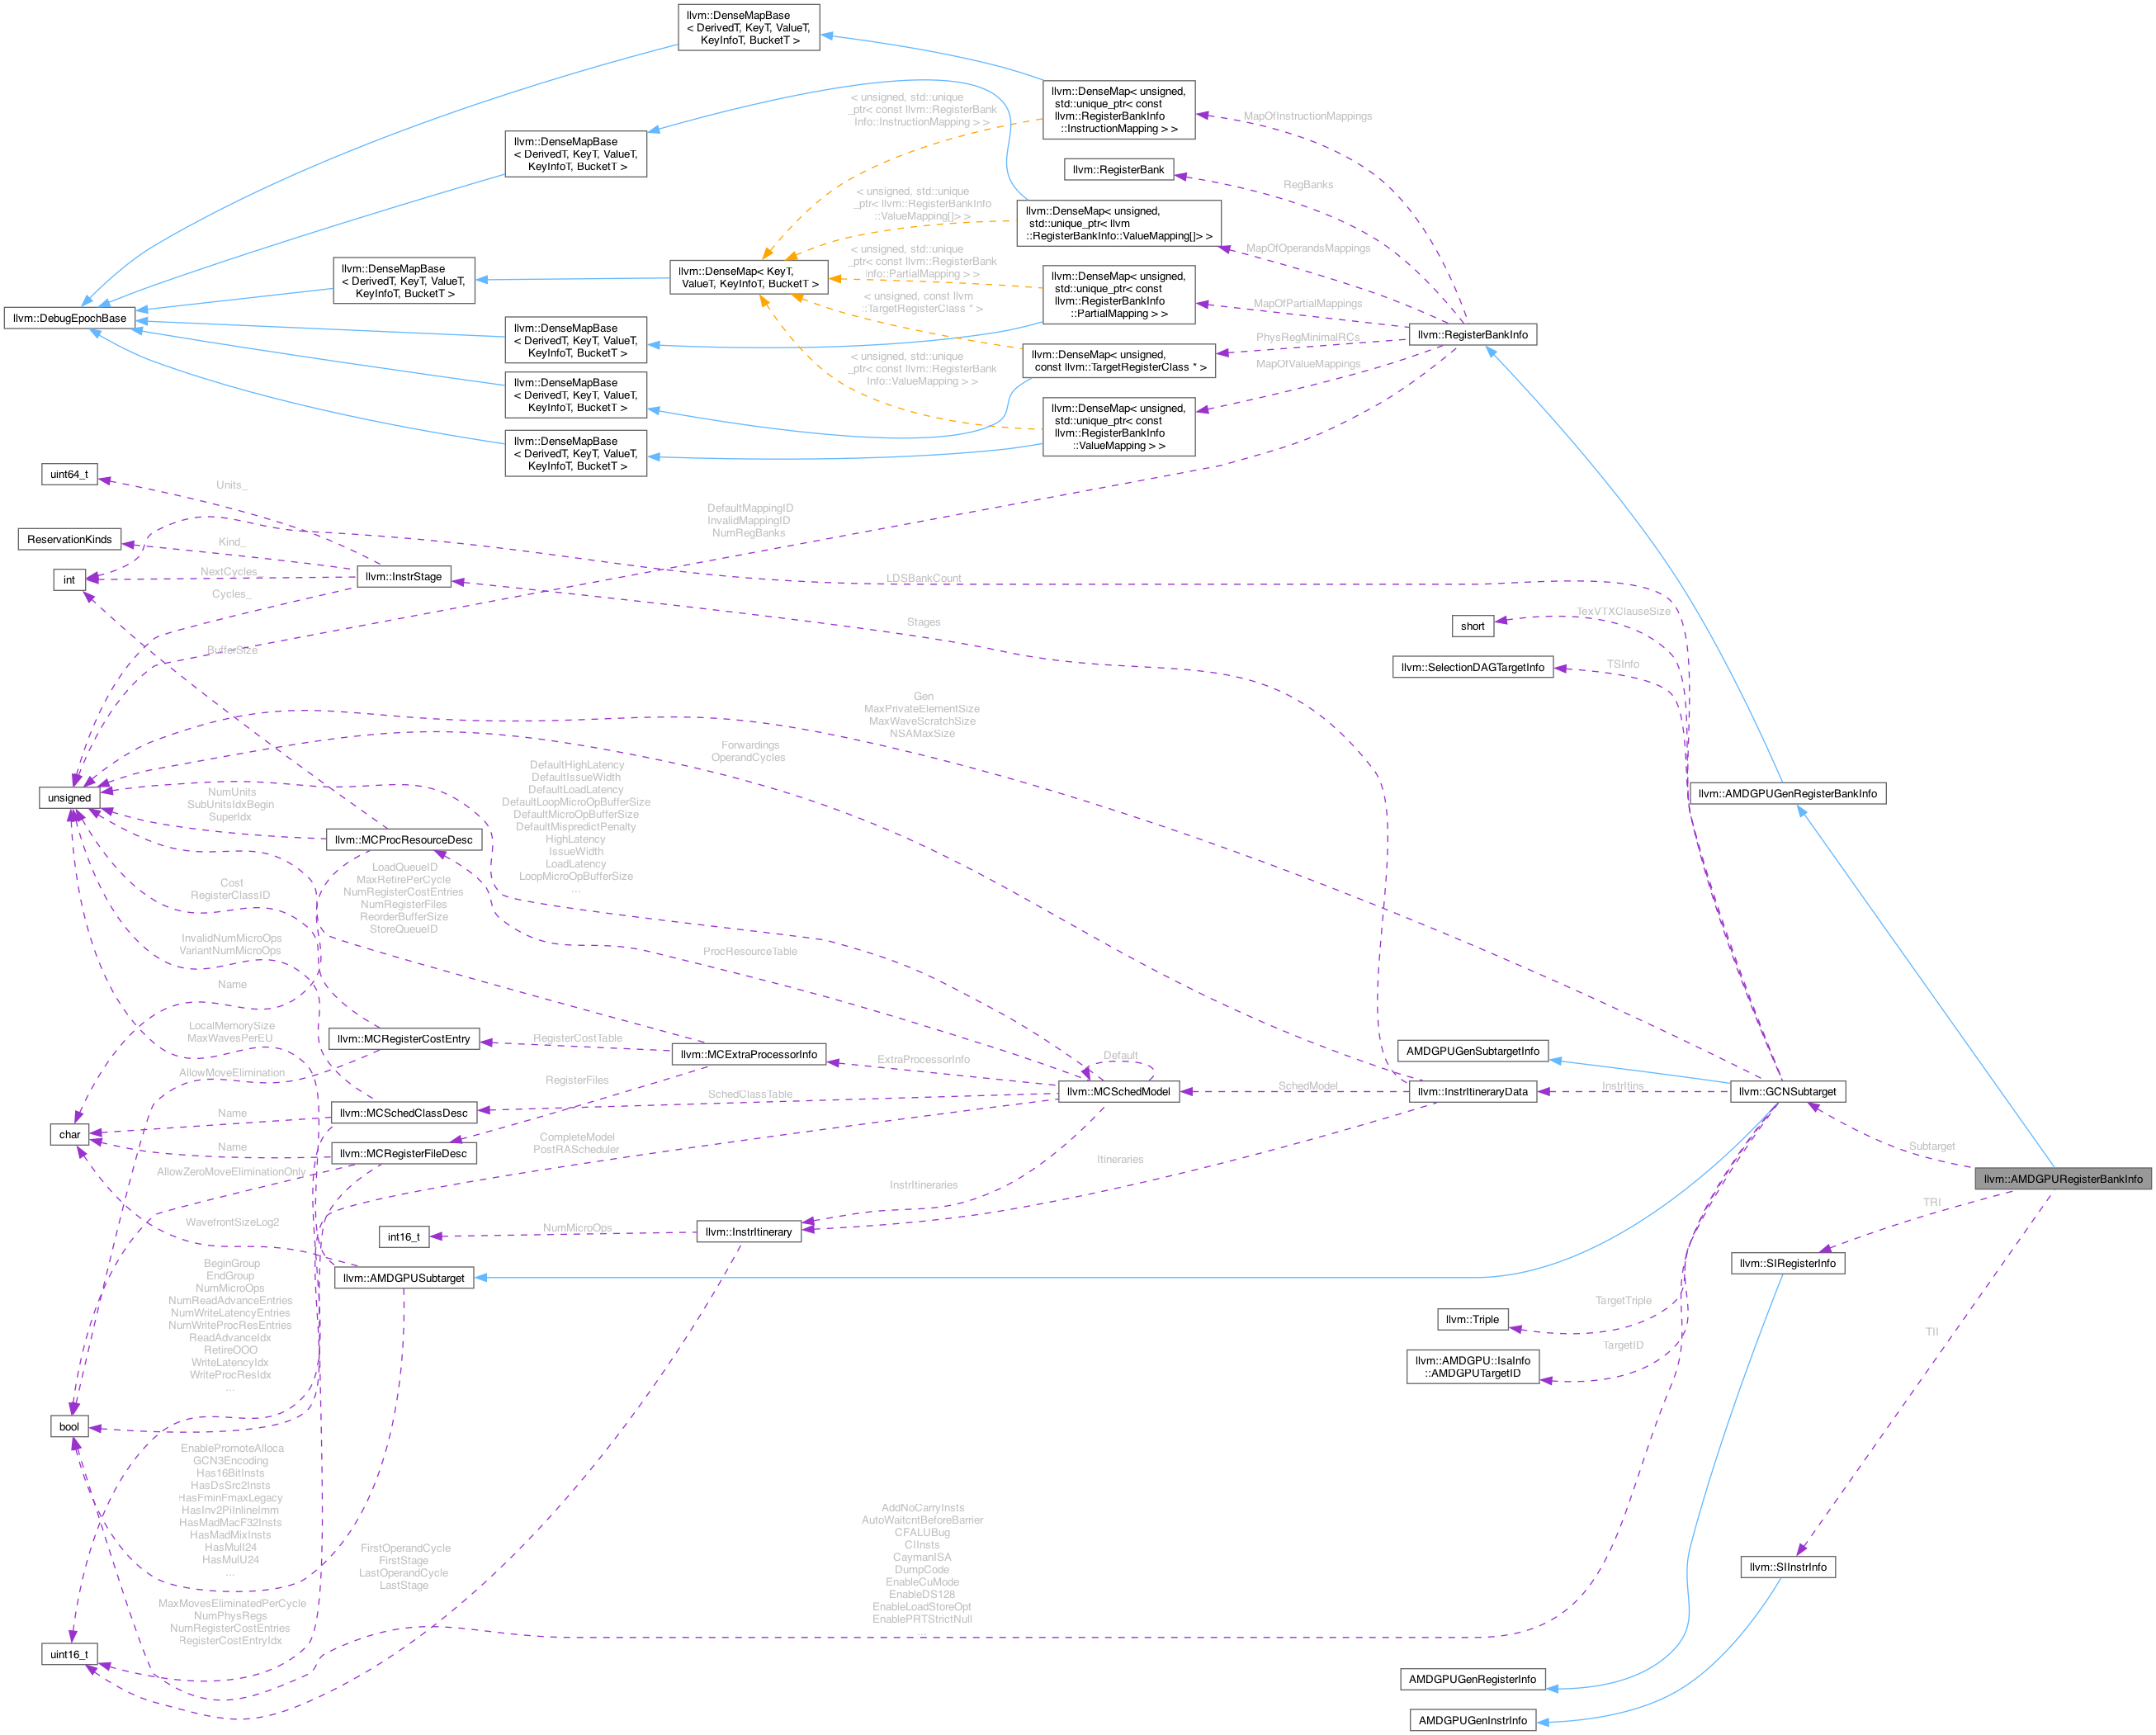 llvm::DenseMapBase
< DerivedT, KeyT, ValueT,
KeyInfoT, BucketT >
llvm::DenseMap< unsigned,
std::unique_ptr< const
llvm::RegisterBankInfo
::InstructionMapping > >
< unsigned, std::unique
_ptr< const llvm::RegisterBank
Info::InstructionMapping > >
MapOfInstructionMappings
llvm::DenseMapBase
< DerivedT, KeyT, ValueT,
KeyInfoT, BucketT >
llvm::RegisterBank
RegBanks
< unsigned, std::unique
_ptr< llvm::RegisterBankInfo
::ValueMapping[]> >
llvm::DenseMap< unsigned,
std::unique_ptr< llvm
::RegisterBankInfo::ValueMapping[]> >
MapOfOperandsMappings
llvm::DenseMapBase
< DerivedT, KeyT, ValueT,
KeyInfoT, BucketT >
llvm::DenseMap< KeyT,
ValueT, KeyInfoT, BucketT >
< unsigned, std::unique
_ptr< const llvm::RegisterBank
Info::PartialMapping > >
llvm::DenseMap< unsigned,
std::unique_ptr< const
llvm::RegisterBankInfo
::PartialMapping > >
MapOfPartialMappings
< unsigned, const llvm
::TargetRegisterClass * >
llvm::DebugEpochBase
llvm::DenseMapBase
< DerivedT, KeyT, ValueT,
KeyInfoT, BucketT >
llvm::RegisterBankInfo
PhysRegMinimalRCs
llvm::DenseMap< unsigned,
const llvm::TargetRegisterClass * >
MapOfValueMappings
< unsigned, std::unique
_ptr< const llvm::RegisterBank
Info::ValueMapping > >
llvm::DenseMapBase
< DerivedT, KeyT, ValueT,
KeyInfoT, BucketT >
llvm::DenseMap< unsigned,
std::unique_ptr< const
llvm::RegisterBankInfo
::ValueMapping > >
llvm::DenseMapBase
< DerivedT, KeyT, ValueT,
KeyInfoT, BucketT >
uint64_t
Units_
DefaultMappingID
InvalidMappingID
NumRegBanks
ReservationKinds
Kind_
int
NextCycles_
llvm::InstrStage
LDSBankCount
Cycles_
Stages
short
TexVTXClauseSize
BufferSize
llvm::SelectionDAGTargetInfo
TSInfo
Gen
MaxPrivateElementSize
MaxWaveScratchSize
NSAMaxSize
Forwardings
OperandCycles
DefaultHighLatency
DefaultIssueWidth
DefaultLoadLatency
DefaultLoopMicroOpBufferSize
DefaultMicroOpBufferSize
DefaultMispredictPenalty
HighLatency
IssueWidth
LoadLatency
LoopMicroOpBufferSize
...
unsigned
NumUnits
SubUnitsIdxBegin
SuperIdx
llvm::AMDGPUGenRegisterBankInfo
llvm::MCProcResourceDesc
LoadQueueID
MaxRetirePerCycle
NumRegisterCostEntries
NumRegisterFiles
ReorderBufferSize
StoreQueueID
Cost
RegisterClassID
InvalidNumMicroOps
VariantNumMicroOps
ProcResourceTable
Name
LocalMemorySize
MaxWavesPerEU
llvm::MCRegisterCostEntry
RegisterCostTable
llvm::MCExtraProcessorInfo
ExtraProcessorInfo
Default
AMDGPUGenSubtargetInfo
AllowMoveElimination
RegisterFiles
SchedClassTable
llvm::MCSchedModel
SchedModel
llvm::InstrItineraryData
InstrItins
llvm::GCNSubtarget
Name
llvm::MCSchedClassDesc
char
Name
llvm::MCRegisterFileDesc
CompleteModel
PostRAScheduler
Subtarget
AllowZeroMoveEliminationOnly
InstrItineraries
Itineraries
llvm::AMDGPURegisterBankInfo
TRI
WavefrontSizeLog2
int16_t
NumMicroOps
llvm::InstrItinerary
llvm::SIRegisterInfo
BeginGroup
EndGroup
NumMicroOps
NumReadAdvanceEntries
NumWriteLatencyEntries
NumWriteProcResEntries
ReadAdvanceIdx
RetireOOO
WriteLatencyIdx
WriteProcResIdx
...
llvm::AMDGPUSubtarget
TargetTriple
llvm::Triple
TII
TargetID
llvm::AMDGPU::IsaInfo
::AMDGPUTargetID
bool
EnablePromoteAlloca
GCN3Encoding
Has16BitInsts
HasDsSrc2Insts
HasFminFmaxLegacy
HasInv2PiInlineImm
HasMadMacF32Insts
HasMadMixInsts
HasMulI24
HasMulU24
...
FirstOperandCycle
FirstStage
LastOperandCycle
LastStage
AddNoCarryInsts
AutoWaitcntBeforeBarrier
CFALUBug
CIInsts
CaymanISA
DumpCode
EnableCuMode
EnableDS128
EnableLoadStoreOpt
EnablePRTStrictNull
...
llvm::SIInstrInfo
MaxMovesEliminatedPerCycle
NumPhysRegs
NumRegisterCostEntries
RegisterCostEntryIdx
uint16_t
AMDGPUGenRegisterInfo
AMDGPUGenInstrInfo